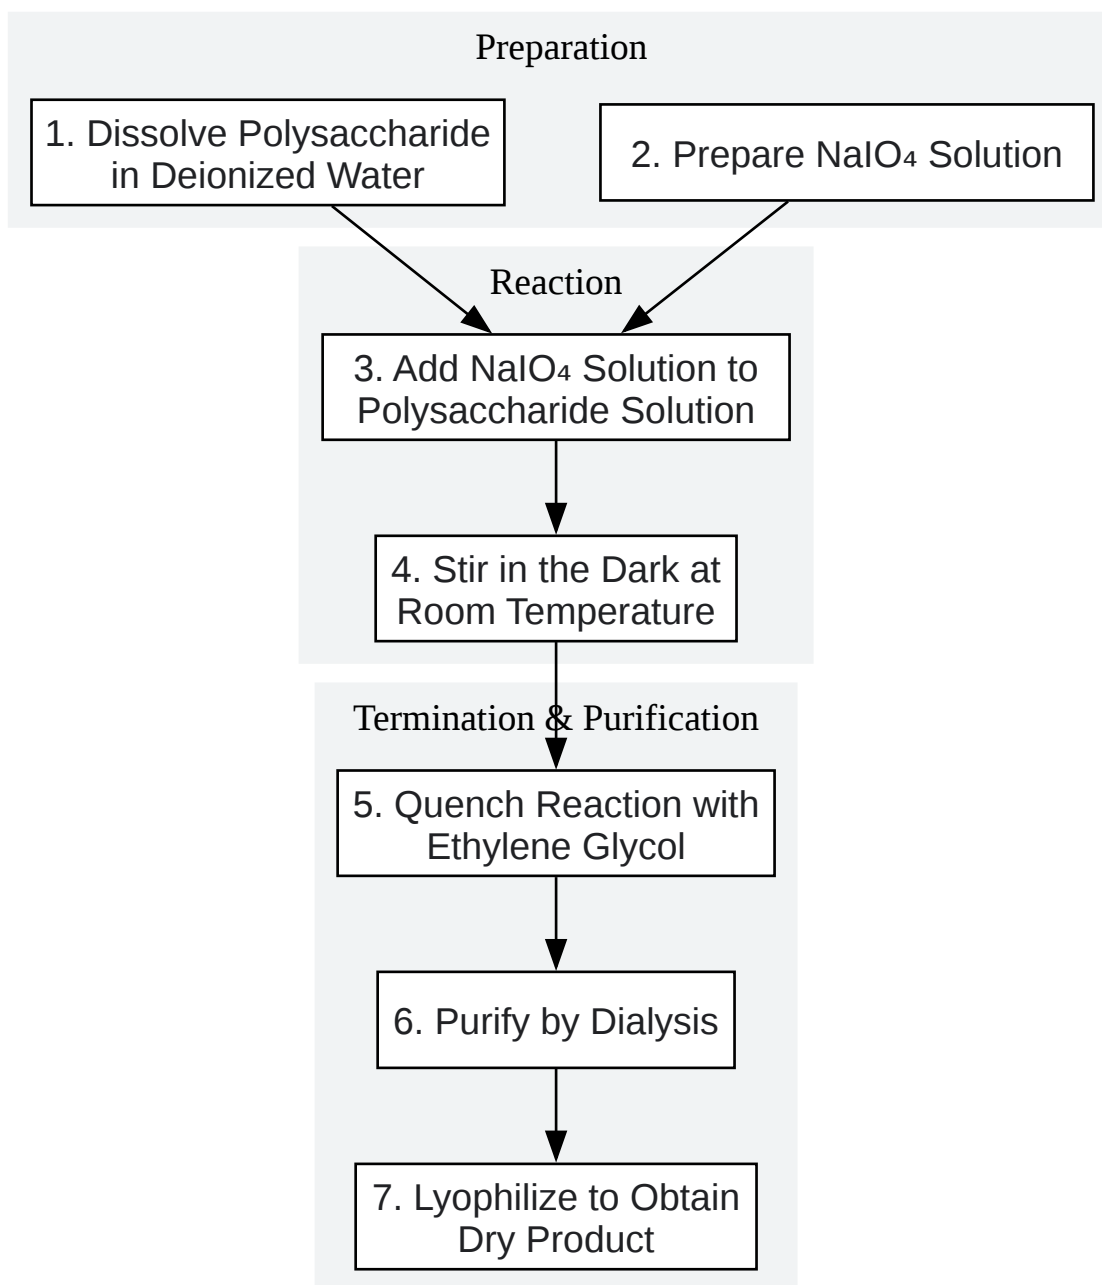 Preparation
1. Dissolve Polysaccharide
in Deionized Water
2. Prepare NaIO₄ Solution
Reaction
3. Add NaIO₄ Solution to
Polysaccharide Solution
4. Stir in the Dark at
Room Temperature
Termination & Purification
5. Quench Reaction with
Ethylene Glycol
6. Purify by Dialysis
7. Lyophilize to Obtain
Dry Product